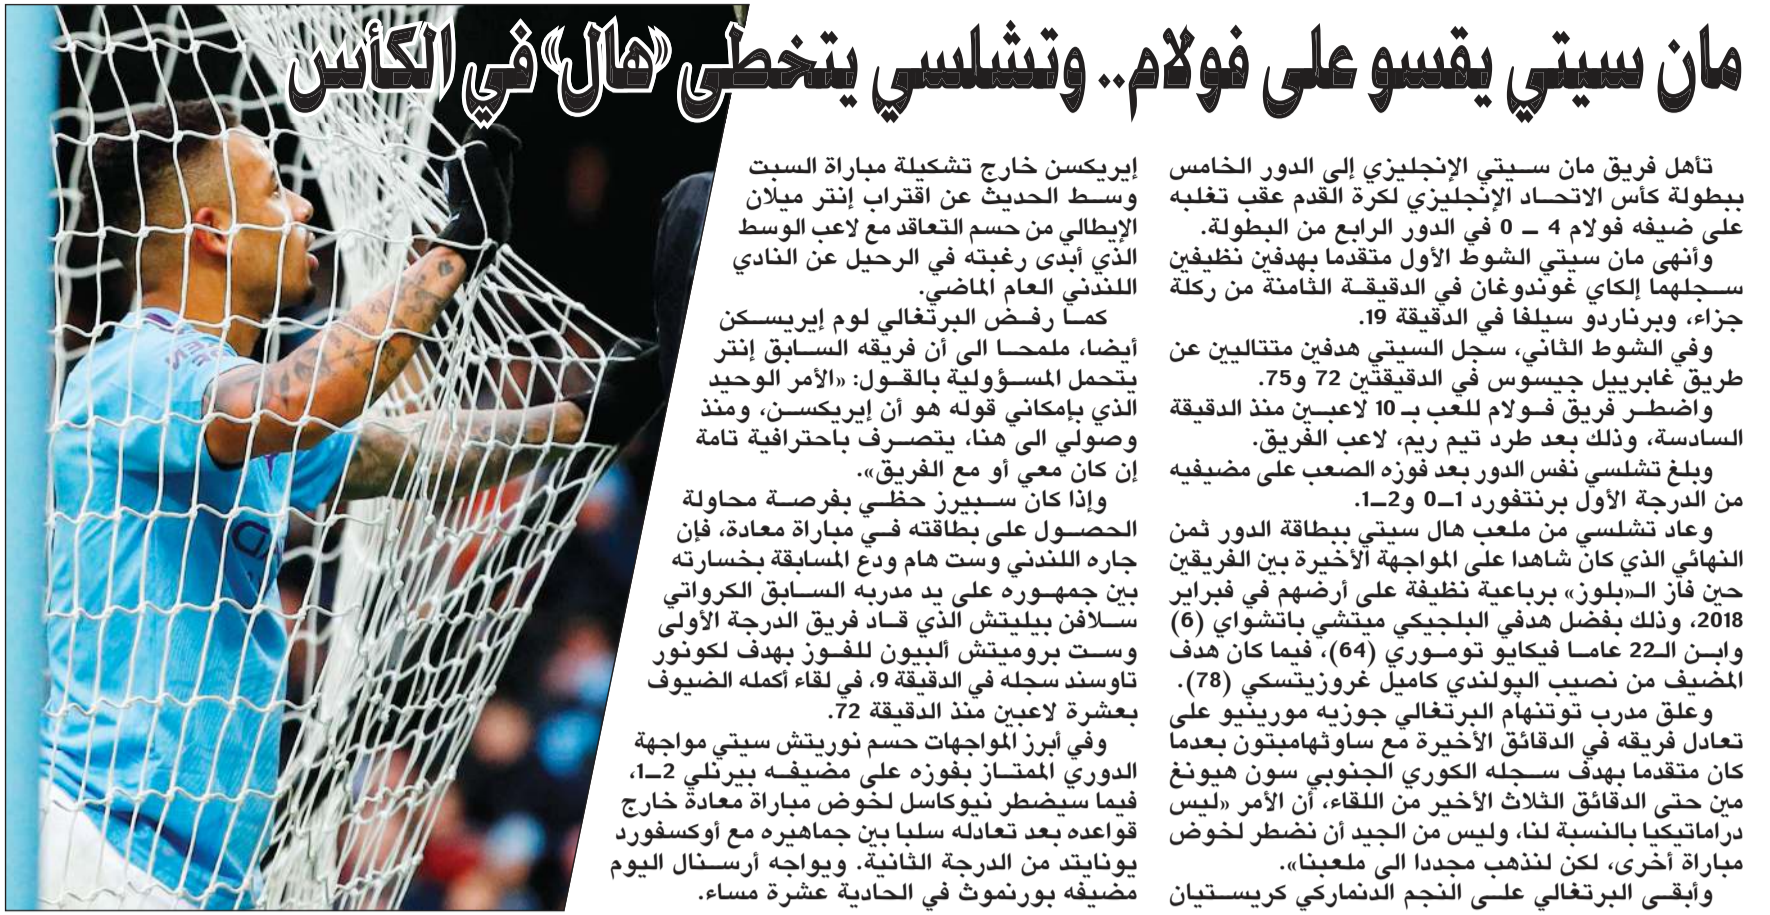 مان سيتي يقسو على فولام.. وتشلسي يتخطى «هال» في الكأس
تأهل فريق مان سيتي الإنجليزي إلى الدور الخامس
ببطولة كأس الاتحاد الإنجليزي لكرة القدم عقب تغلبه
على ضيفه فولام 4 ـ 0 في الدور الرابع من البطولة.
وأنهى مان سيتي الشوط الأول متقدما بهدفين نظيفين
سجلهما إلكاي غوندوغان في الدقيقة الثامنة من ركلة
جزاء، وبرناردو سيلفا في الدقيقة 19.
وفي الشوط الثاني، سجل السيتي هدفين متتاليين عن
طريق غابرييل جيسوس في الدقيقتين 72 و75.
واضطر فريق فولام للعب بـ 10 لاعبين منذ الدقيقة
السادسة، وذلك بعد طرد تيم ريم، لاعب الفريق.
وبلغ تشلسي نفس الدور بعد فوزه الصعب على مضيفيه
من الدرجة الأول برنتفورد 1ـ0 و2ـ1.
وعاد تشلسي من ملعب هال سيتي ببطاقة الدور ثمن
النهائي الذي كان شاهدا على المواجهة الأخيرة بين الفريقين
حين فاز الـ«بلوز» برباعية نظيفة على أرضهم في فبراير
2018، وذلك بفضل هدفي البلجيكي ميتشي باتشواي (6)
وابن الـ22 عاما فيكايو توموري (64)، فيما كان هدف
المضيف من نصيب البولندي كاميل غروزيتسكي (78).
وعلق مدرب توتنهام البرتغالي جوزيه مورينيو على
تعادل فريقه في الدقائق الأخيرة مع ساوثهامبتون بعدما
كان متقدما بهدف سجله الكوري الجنوبي سون هيونغ
مين حتى الدقائق الثلاث الأخير من اللقاء، أن الأمر «ليس
دراماتيكيا بالنسبة لنا، وليس من الجيد أن نضطر لخوض
مباراة أخرى، لكن لنذهب مجددا الى ملعبنا».
وأبقى البرتغالي على النجم الدنماركي كريستيان
إيريكسن خارج تشكيلة مباراة السبت
وسط الحديث عن اقتراب إنتر ميلان
الإيطالي من حسم التعاقد مع لاعب الوسط
الذي أبدى رغبته في الرحيل عن النادي
اللندني العام الماضي.
كما رفض البرتغالي لوم إيريسكن
أيضا، ملمحا الى أن فريقه السابق إنتر
يتحمل المسؤولية بالقول: «الأمر الوحيد
الذي بإمكاني قوله هو أن إيريكسن، ومنذ
وصولي الى هنا، يتصرف باحترافية تامة
إن كان معي أو مع الفريق».
وإذا كان سبيرز حظي بفرصة محاولة
الحصول على بطاقته في مباراة معادة، فإن
جاره اللندني وست هام ودع المسابقة بخسارته
بين جمهوره على يد مدربه السابق الكرواتي
سلافن بيليتش الذي قاد فريق الدرجة الأولى
وست بروميتش ألبيون للفوز بهدف لكونور
تاوسند سجله في الدقيقة 9، في لقاء أكمله الضيوف
بعشرة لاعبين منذ الدقيقة 72.
وفي أبرز المواجهات حسم نوريتش سيتي مواجهة
الدوري الممتاز بفوزه على مضيفه بيرنلي 2ـ1،
فيما سيضطر نيوكاسل لخوض مباراة معادة خارج
قواعده بعد تعادله سلبا بين جماهيره مع أوكسفورد
يونايتد من الدرجة الثانية. ويواجه أرسنال اليوم
مضيفه بورنموث في الحادية عشرة مساء.